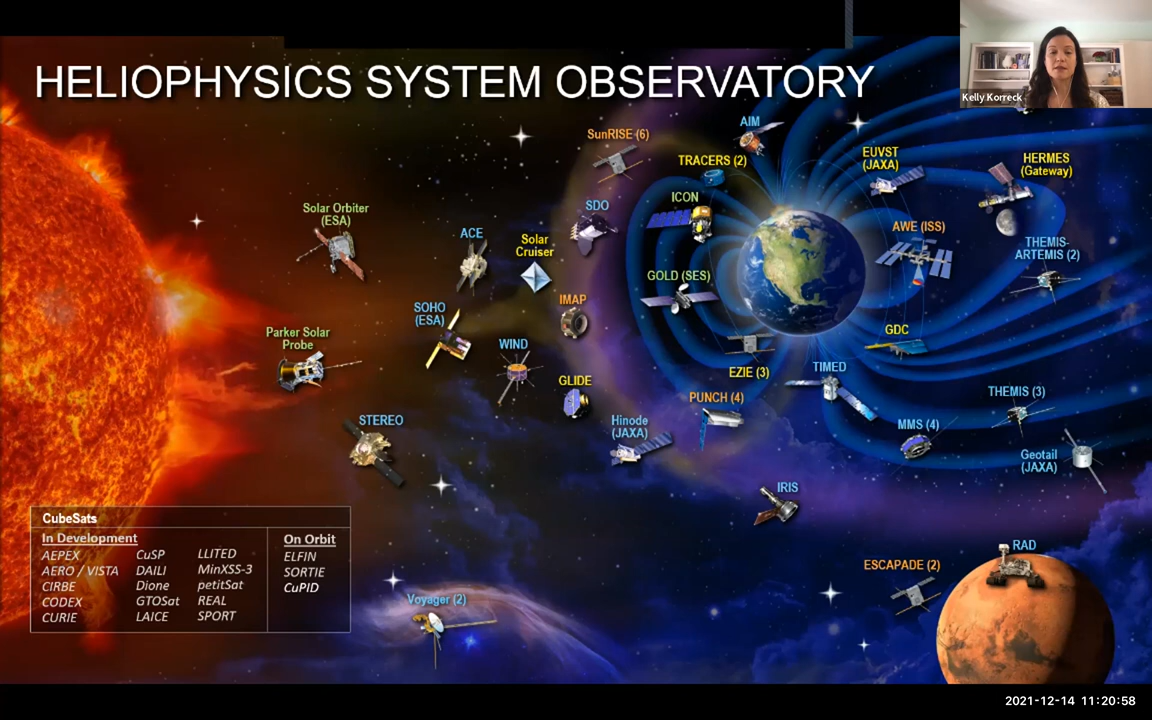 HELIOPHYSICS SYSTEM OBSERVATORY
Kelly Korreck
AIM
SunRISE (6)
TRACERS (2)
EUVST
(JAXA)
HERMES
(Gateway)
ICON
SDO
Solar Orbiter
(ESA)
ACE
Solar
Cruiser
AWE (ISS)
THEMIS-
ARTEMIS (2)
GOLD (SES)
IMAP
SOHO
(ESA)
Parker Solar
Probe
WIND
GDC
EZIE (3)
TIMED
GLIDE
PUNCH (4)
THEMIS (3)
STEREO
Hinode
(JAXA)
MMS (4)
Geotail
(JAXA)
IRIS
CubeSats
In Development
AEPEX
AERO / VISTA
CIRBE
CODEX
CURIE
CuSP
DAILI
Dione
GTOSat
LAICE
LLITED
MinXSS-3
petitSat
REAL
SPORT
On Orbit
ELFIN
SORTIE
CuPID
RAD
ESCAPADE (2)
Voyager (2)
2021-12-14 11:20:58